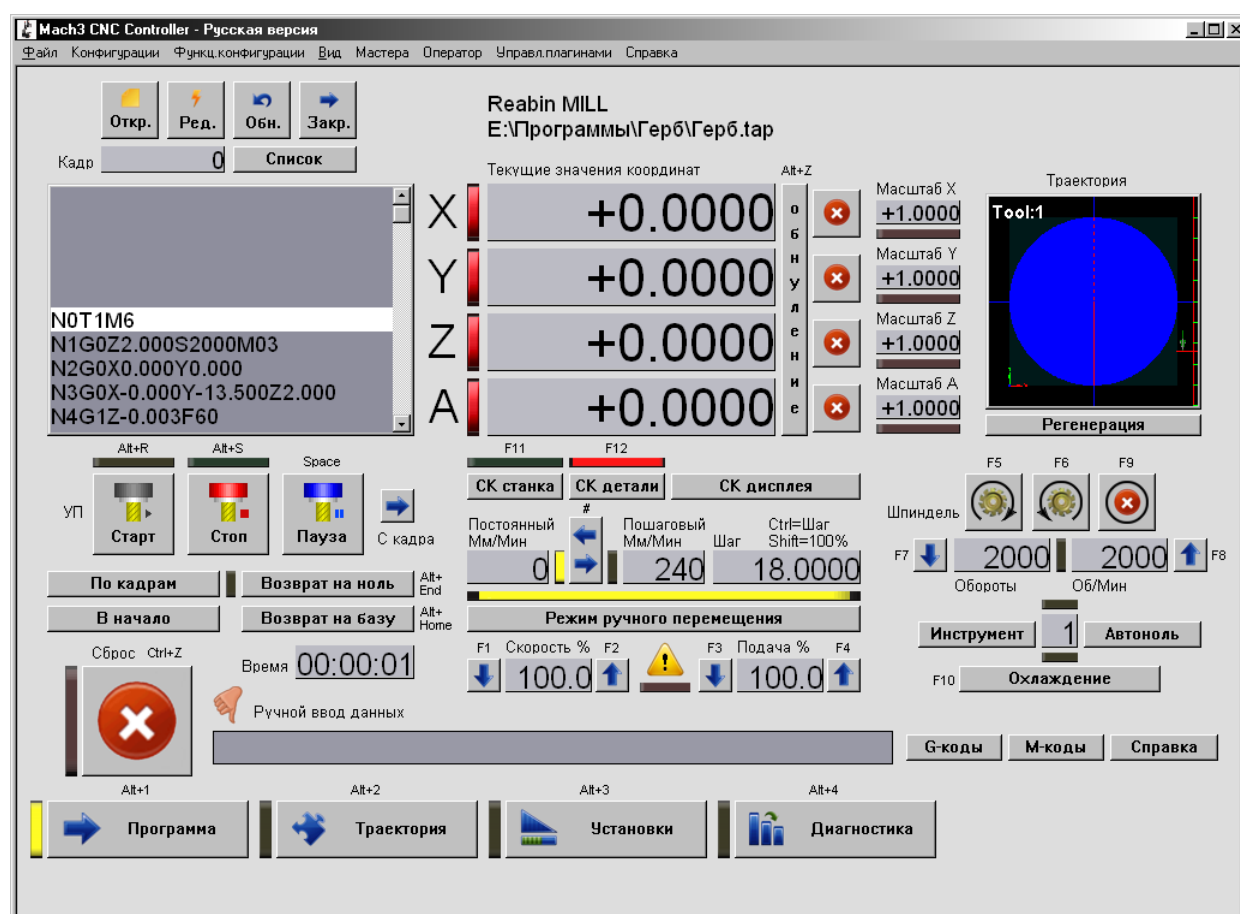 Mach3 CNC Controller - Русская версия
Файл Конфигурации Функц.конфигурации Вид Мастера Оператор Управл.плагинами Справка
Откр. Ред. Обн. Закр.
Reabin MILL
E:\Программы\Герб\Герб.tap
Кадр 0 Список
Текущие значения координат Alt+Z
N0T1M6
N1G0Z2.000S2000M03
N2G0X0.000Y0.000
N3G0X-0.000Y-13.500Z2.000
N4G1Z-0.003F60
X +0.0000
Y +0.0000
Z +0.0000
A +0.0000
обнуление
Масштаб X
+1.0000
Масштаб Y
+1.0000
Масштаб Z
+1.0000
Масштаб A
+1.0000
Траектория
Tool:1
Регенерация
Alt+R Alt+S Space
УП Старт Стоп Пауза С кадра
F11 F12
СК станка СК детали СК дисплея
#
Постоянный Пошаговый Ctrl=Шаг
Мм/Мин Мм/Мин Шаг Shift=100%
0 240 18.0000
Режим ручного перемещения
F1 Скорость % F2 F3 Подача % F4
100.0 100.0
F5 F6 F9
Шпиндель
F7 2000 2000 F8
Обороты Об/Мин
Инструмент 1 Автоноль
F10 Охлаждение
По кадрам Возврат на ноль Alt+
End
В начало Возврат на базу Alt+
Home
Сброс Ctrl+Z
Время 00:00:01
Ручной ввод данных
G-коды M-коды Справка
Alt+1 Alt+2 Alt+3 Alt+4
Программа Траектория Установки Диагностика